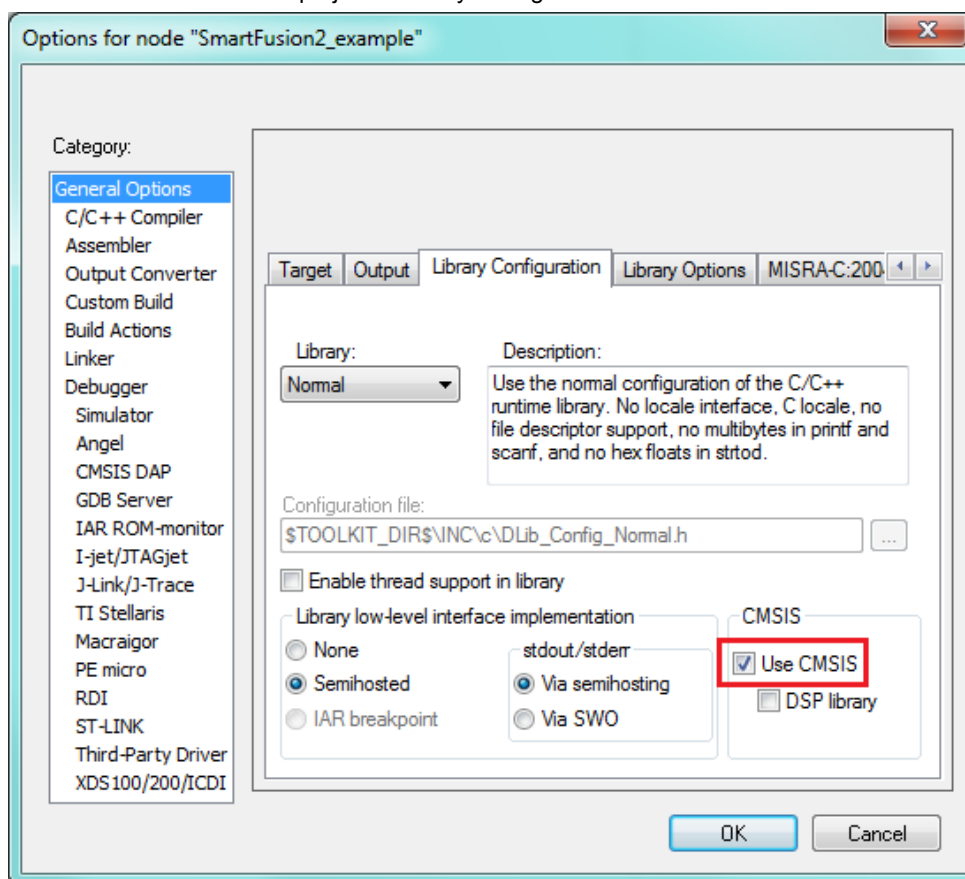 Options for node "SmartFusion2_example"
Category:
General Options
C/C++ Compiler
Assembler
Output Converter
Custom Build
Build Actions
Linker
Debugger
Simulator
Angel
CMSIS DAP
GDB Server
IAR ROM-monitor
I-jet/JTAGjet
J-Link/J-Trace
TI Stellaris
Macraigor
PE micro
RDI
ST-LINK
Third-Party Driver
XDS100/200/ICDI
Target Output Library Configuration Library Options MISRA-C:200
Library:
Normal
Description:
Use the normal configuration of the C/C++
runtime library. No locale interface, C locale, no
file descriptor support, no multibytes in printf and
scanf, and no hex floats in strtod.
Configuration file:
$TOOLKIT_DIR$\INC\c\DLib_Config_Normal.h
...
Enable thread support in library
Library low-level interface implementation
None
Semihosted
IAR breakpoint
stdout/stderr
Via semihosting
Via SWO
CMSIS
Use CMSIS
DSP library
OK Cancel